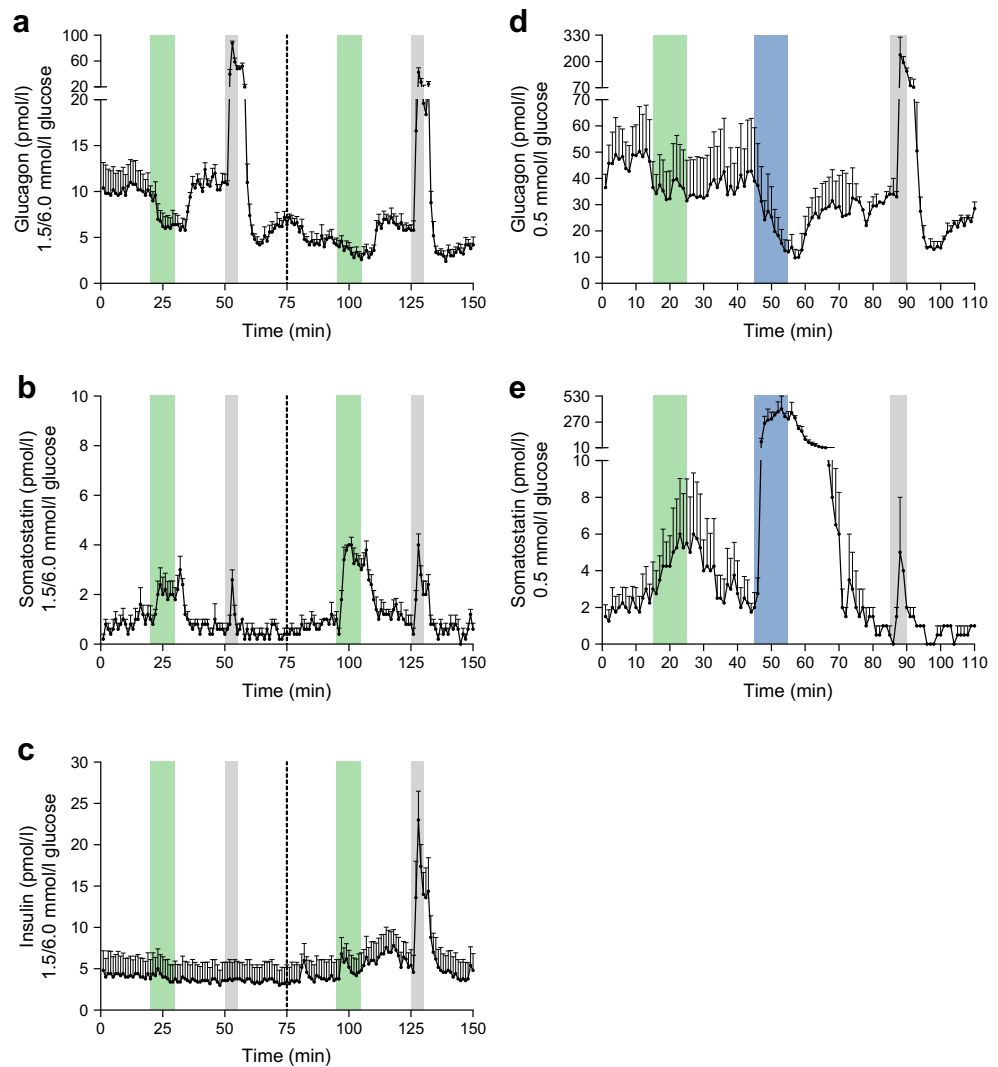 a
Glucagon (pmol/l)
1.5/6.0 mmol/l glucose
100
60
20
20
15
10
5
0
0 25 50 75 100 125 150
Time (min)
b
Somatostatin (pmol/l)
1.5/6.0 mmol/l glucose
10
8
6
4
2
0
0 25 50 75 100 125 150
Time (min)
c
Insulin (pmol/l)
1.5/6.0 mmol/l glucose
30
25
20
15
10
5
0
0 25 50 75 100 125 150
Time (min)
d
Glucagon (pmol/l)
0.5 mmol/l glucose
330
200
70
70
60
50
40
30
20
10
0
0 10 20 30 40 50 60 70 80 90 100 110
Time (min)
e
Somatostatin (pmol/l)
0.5 mmol/l glucose
530
270
10
10
8
6
4
2
0
0 10 20 30 40 50 60 70 80 90 100 110
Time (min)